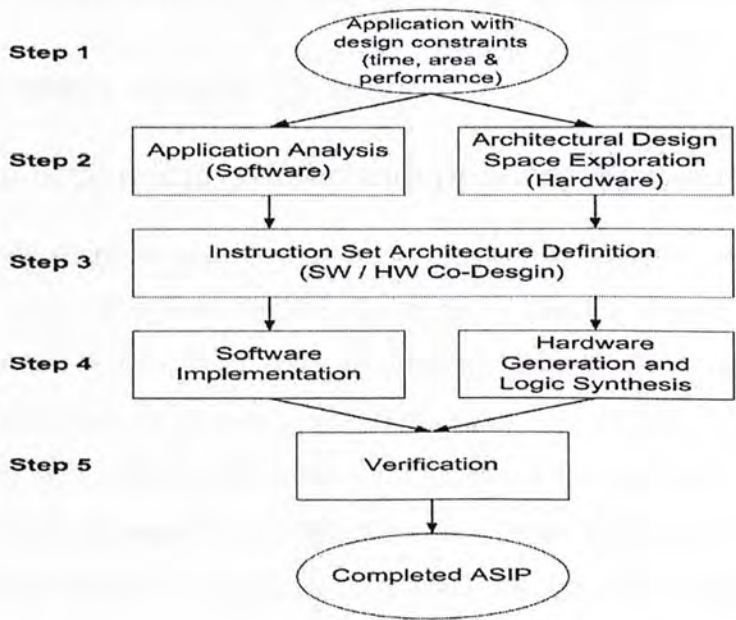 Step 1
Application with
design constraints
(time, area &
performance)
Step 2
Application Analysis
(Software)
Architectural Design
Space Exploration
(Hardware)
Step 3
Instruction Set Architecture Definition
(SW / HW Co-Desgin)
Step 4
Software
Implementation
Hardware
Generation and
Logic Synthesis
Step 5
Verification
Completed ASIP